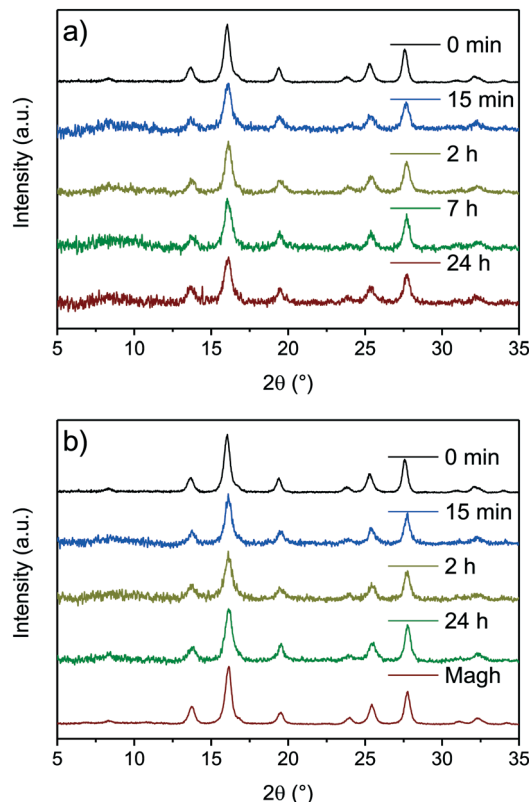 a)
0 min
15 min
2 h
7 h
24 h
Intensity (a.u.)
5 10 15 20 25 30 35
2θ (°)
b)
0 min
15 min
2 h
24 h
Magh
Intensity (a.u.)
5 10 15 20 25 30 35
2θ (°)